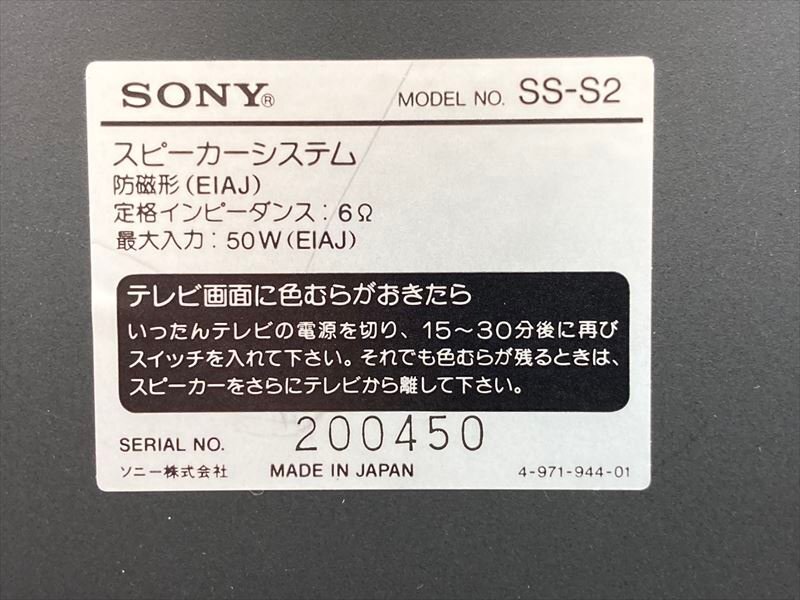 SONY® MODEL NO. SS-S2
スピーカーシステム
防磁形(EIAJ)
定格インピーダンス:6Ω
最大入力:50W(EIAJ)
テレビ画面に色むらがおきたら
いったんテレビの電源を切り、15〜30分後に再び
スイッチを入れて下さい。それでも色むらが残るときは、
スピーカーをさらにテレビから離して下さい。
SERIAL NO. 200450
ソニー株式会社 MADE IN JAPAN 4-971-944-01